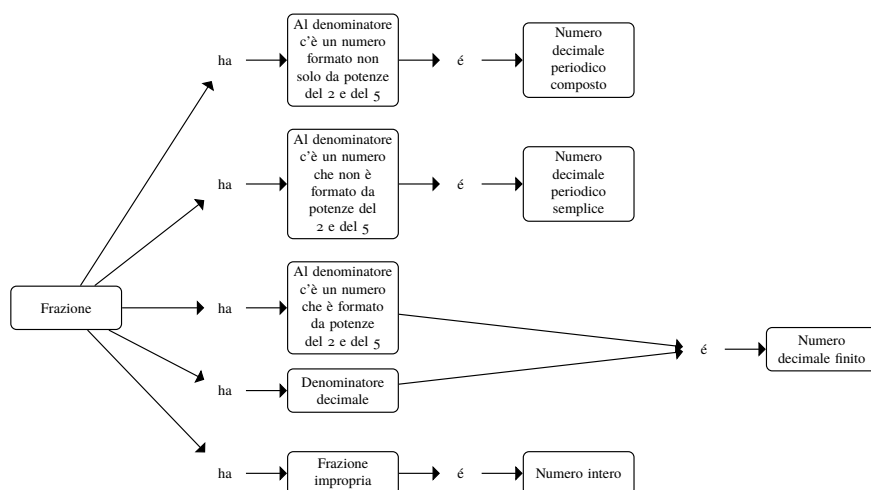 ha
Al denominatore
c'è un numero
formato non
solo da potenze
del 2 e del 5
é
Numero
decimale
periodico
composto
ha
Al denominatore
c'è un numero
che non è
formato da
potenze del
2 e del 5
é
Numero
decimale
periodico
semplice
Frazione
ha
Al denominatore
c'è un numero
che è formato
da potenze
del 2 e del 5
é
Numero
decimale finito
ha
Denominatore
decimale
ha
Frazione
impropria
é
Numero intero